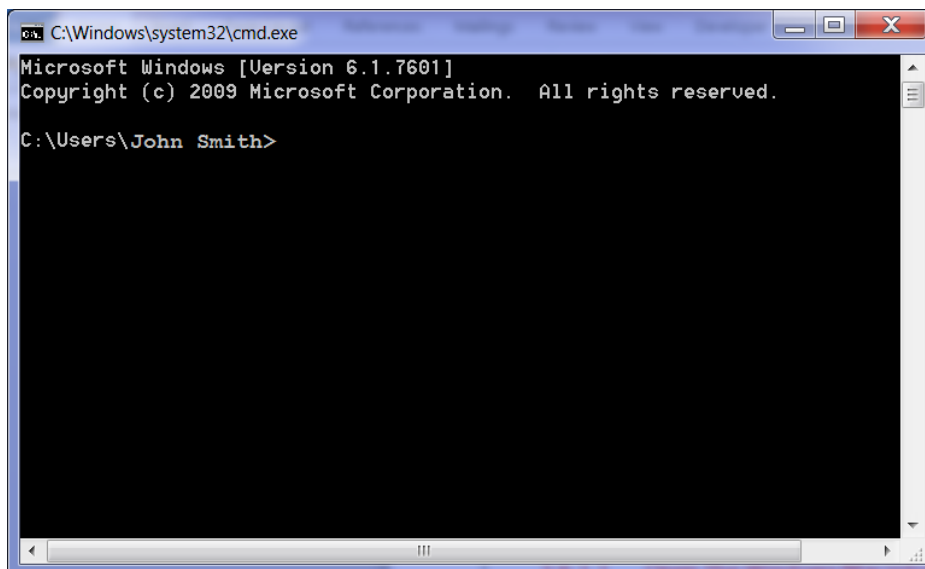 C:\Windows\system32\cmd.exe
Microsoft Windows [Version 6.1.7601]
Copyright (c) 2009 Microsoft Corporation.  All rights reserved.
C:\Users\John Smith>